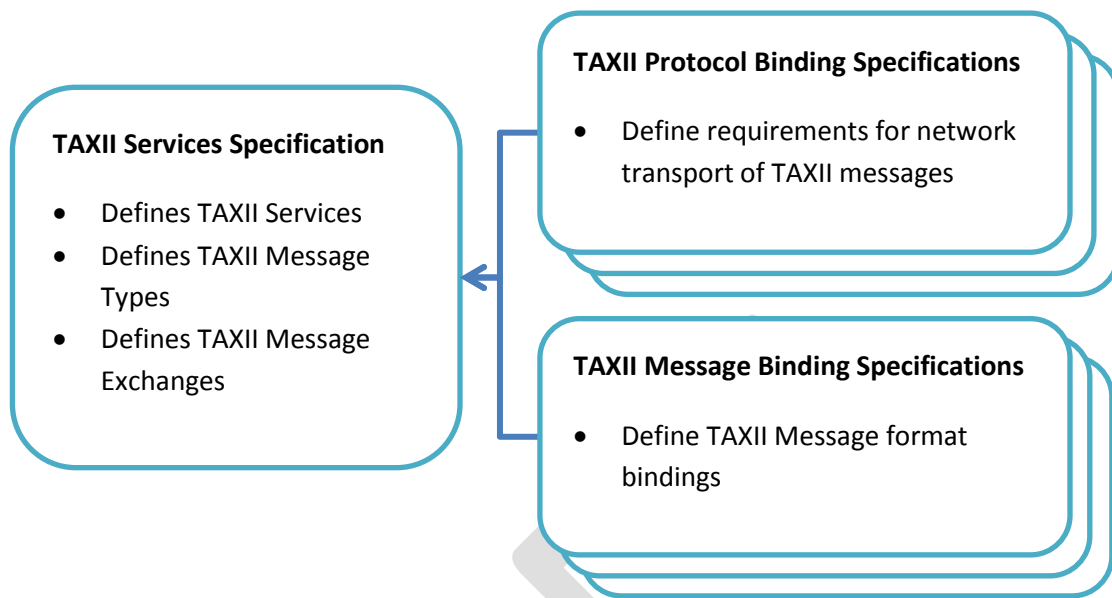 TAXII Services Specification
• Defines TAXII Services
• Defines TAXII Message
Types
• Defines TAXII Message
Exchanges
TAXII Protocol Binding Specifications
• Define requirements for network
transport of TAXII messages
TAXII Message Binding Specifications
• Define TAXII Message format
bindings